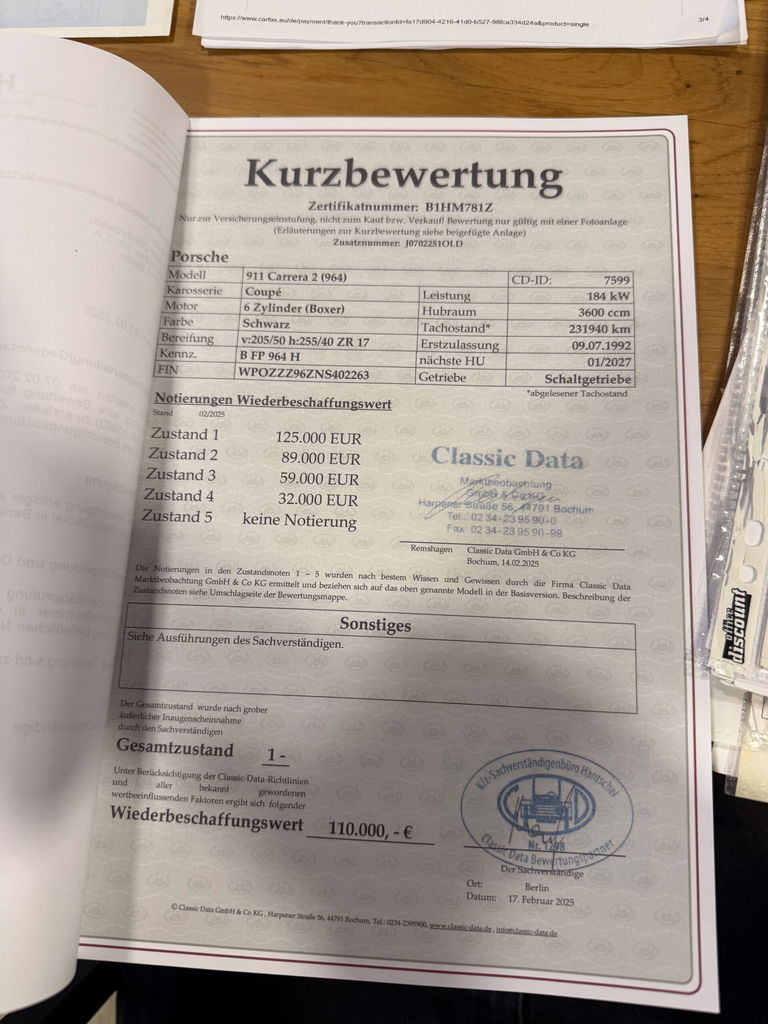 https://www.carfax.eu/de/payment/thank-you?transactionId=fa17d904-4216-41d0-b527-98fca334d24a&product=single
3/4
Kurzbewertung
Zertifikatnummer: B1HM781Z
Nur zur Versicherungseinstufung, nicht zum Kauf bzw. Verkauf! Bewertung nur gültig mit einer Fotoanlage
(Erläuterungen zur Kurzbewertung siehe beigefügte Anlage)
Zusatznummer: J0702251OLD
Porsche
Modell 911 Carrera 2 (964) CD-ID: 7599
Karosserie Coupé Leistung 184 kW
Motor 6 Zylinder (Boxer) Hubraum 3600 ccm
Farbe Schwarz Tachostand* 231940 km
Bereifung v:205/50 h:255/40 ZR 17 Erstzulassung 09.07.1992
Kennz. B FP 964 H nächste HU 01/2027
FIN WPOZZZ96ZNS402263 Getriebe Schaltgetriebe
*abgelesener Tachostand
Notierungen Wiederbeschaffungswert
Stand 02/2025
Zustand 1 125.000 EUR
Zustand 2 89.000 EUR
Zustand 3 59.000 EUR
Zustand 4 32.000 EUR
Zustand 5 keine Notierung
Classic Data
Marktbeobachtung
GmbH & Co KG
Harpener Straße 56, 44791 Bochum
Tel.: 02 34-23 95 90-0
Fax: 02 34-23 95 90-99
Remshagen Classic Data GmbH & Co KG
Bochum, 14.02.2025
Die Notierungen in den Zustandsnoten 1 – 5 wurden nach bestem Wissen und Gewissen durch die Firma Classic Data
Marktbeobachtung GmbH & Co KG ermittelt und beziehen sich auf das oben genannte Modell in der Basisversion. Beschreibung der
Zustandsnoten siehe Umschlagseite der Bewertungsmappe.
Sonstiges
Siehe Ausführungen des Sachverständigen.
Der Gesamtzustand wurde nach grober
äußerlicher Inaugenscheinnahme
durch den Sachverständigen
Gesamtzustand 1 -
Unter Berücksichtigung der Classic-Data-Richtlinien
und aller bekannt gewordenen
wertbeeinflussenden Faktoren ergibt sich folgender
Wiederbeschaffungswert 110.000, - €
Kfz-Sachverständigenbüro Hantschel
Nr. 1298
Classic Data Bewertungspartner
Der Sachverständige
Ort: Berlin
Datum: 17. Februar 2025
© Classic Data GmbH & Co KG, Harpener Straße 56, 44791 Bochum, Tel.: 0234-2395900, www.classic-data.de, info@classic-data.de
office
discount